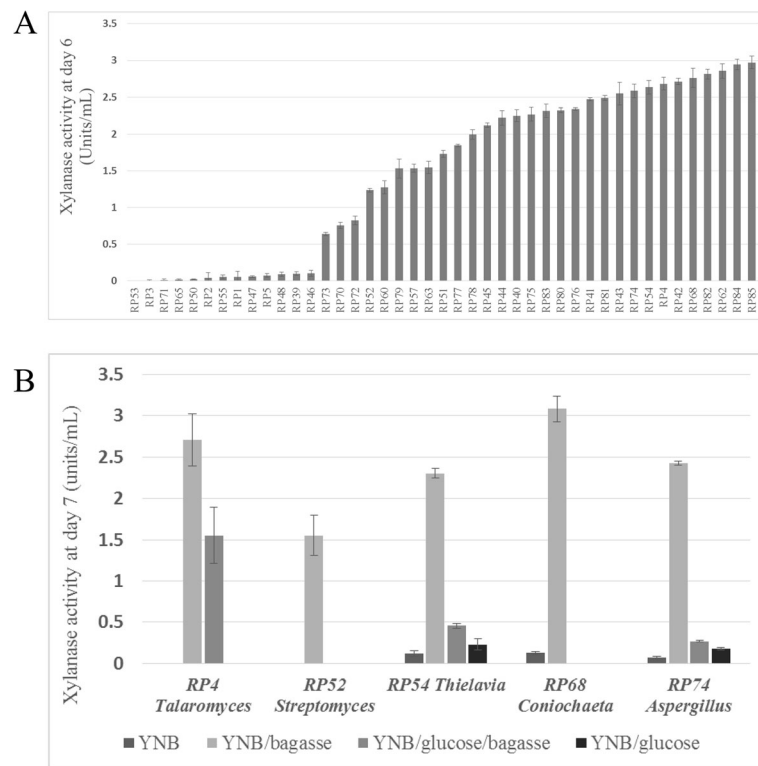 A
Xylanase activity at day 6
(Units/mL)
3.5
3
2.5
2
1.5
1
0.5
0
RP53 RP3 RP71 RP65 RP50 RP2 RP55 RP1 RP47 RP5 RP48 RP39 RP46 RP73 RP70 RP72 RP52 RP60 RP79 RP57 RP63 RP51 RP77 RP78 RP45 RP44 RP40 RP75 RP83 RP80 RP76 RP41 RP81 RP43 RP74 RP54 RP4 RP42 RP68 RP82 RP62 RP84 RP85
B
Xylanase activity at day 7 (units/mL)
3.5
3
2.5
2
1.5
1
0.5
0
RP4 RP52 RP54 Thielavia RP68 RP74
Talaromyces Streptomyces Coniochaeta Aspergillus
YNB YNB/bagasse YNB/glucose/bagasse YNB/glucose